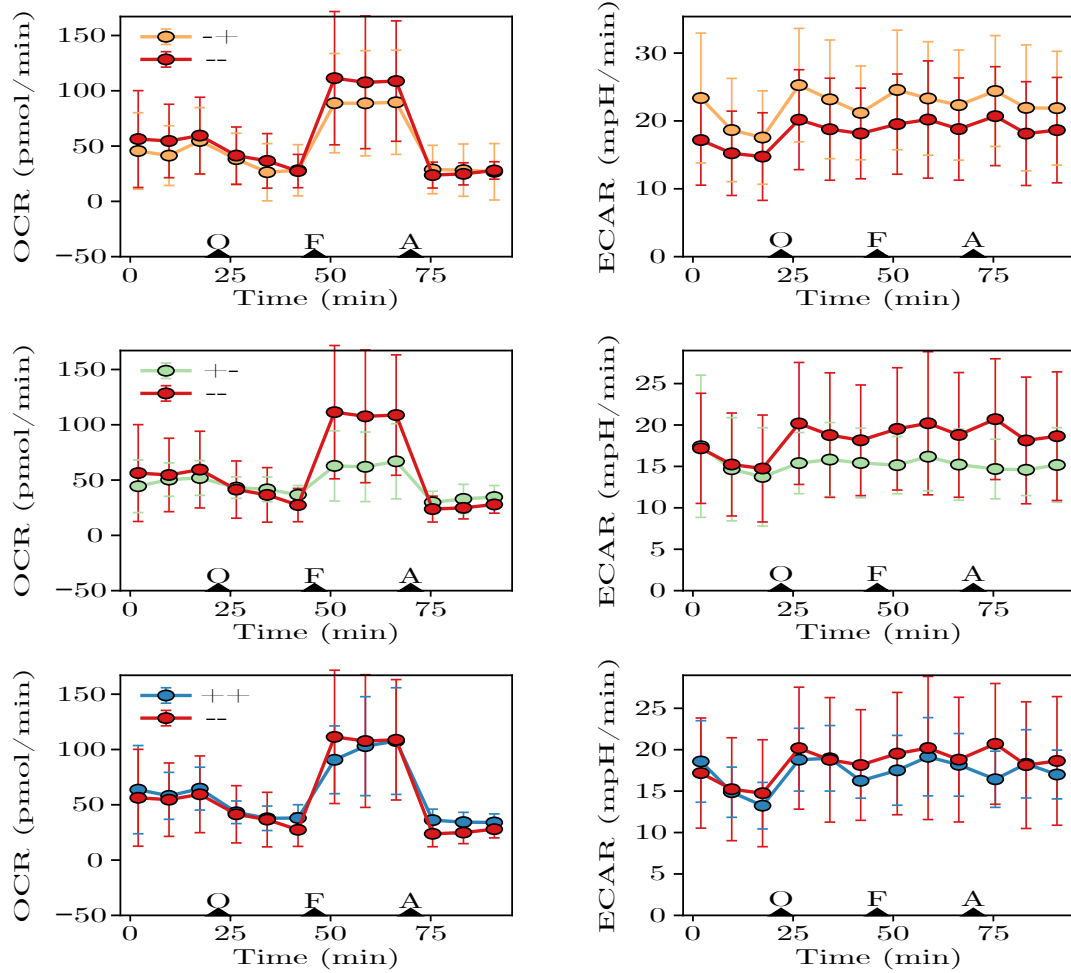 OCR (pmol/min)
150
100
50
0
−50
-+
--
O F A
0 25 50 75
Time (min)
ECAR (mpH/min)
30
20
10
0
O F A
0 25 50 75
Time (min)
OCR (pmol/min)
150
100
50
0
−50
+-
--
O F A
0 25 50 75
Time (min)
ECAR (mpH/min)
25
20
15
10
5
0
O F A
0 25 50 75
Time (min)
OCR (pmol/min)
150
100
50
0
−50
++
--
O F A
0 25 50 75
Time (min)
ECAR (mpH/min)
25
20
15
10
5
0
O F A
0 25 50 75
Time (min)